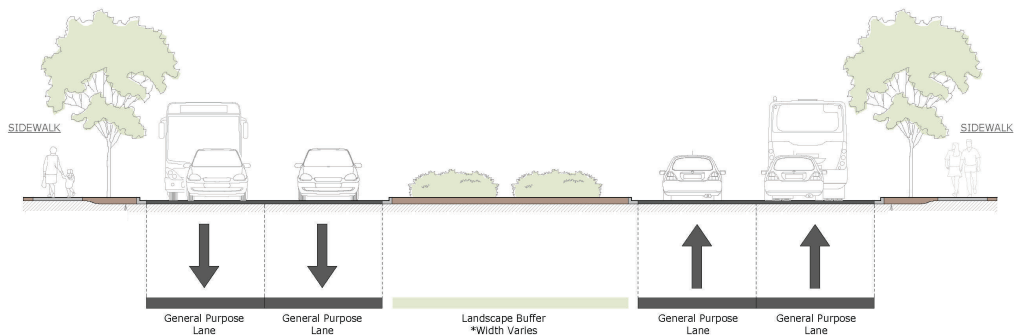 SIDEWALK
SIDEWALK
General Purpose
Lane
General Purpose
Lane
Landscape Buffer
*Width Varies
General Purpose
Lane
General Purpose
Lane